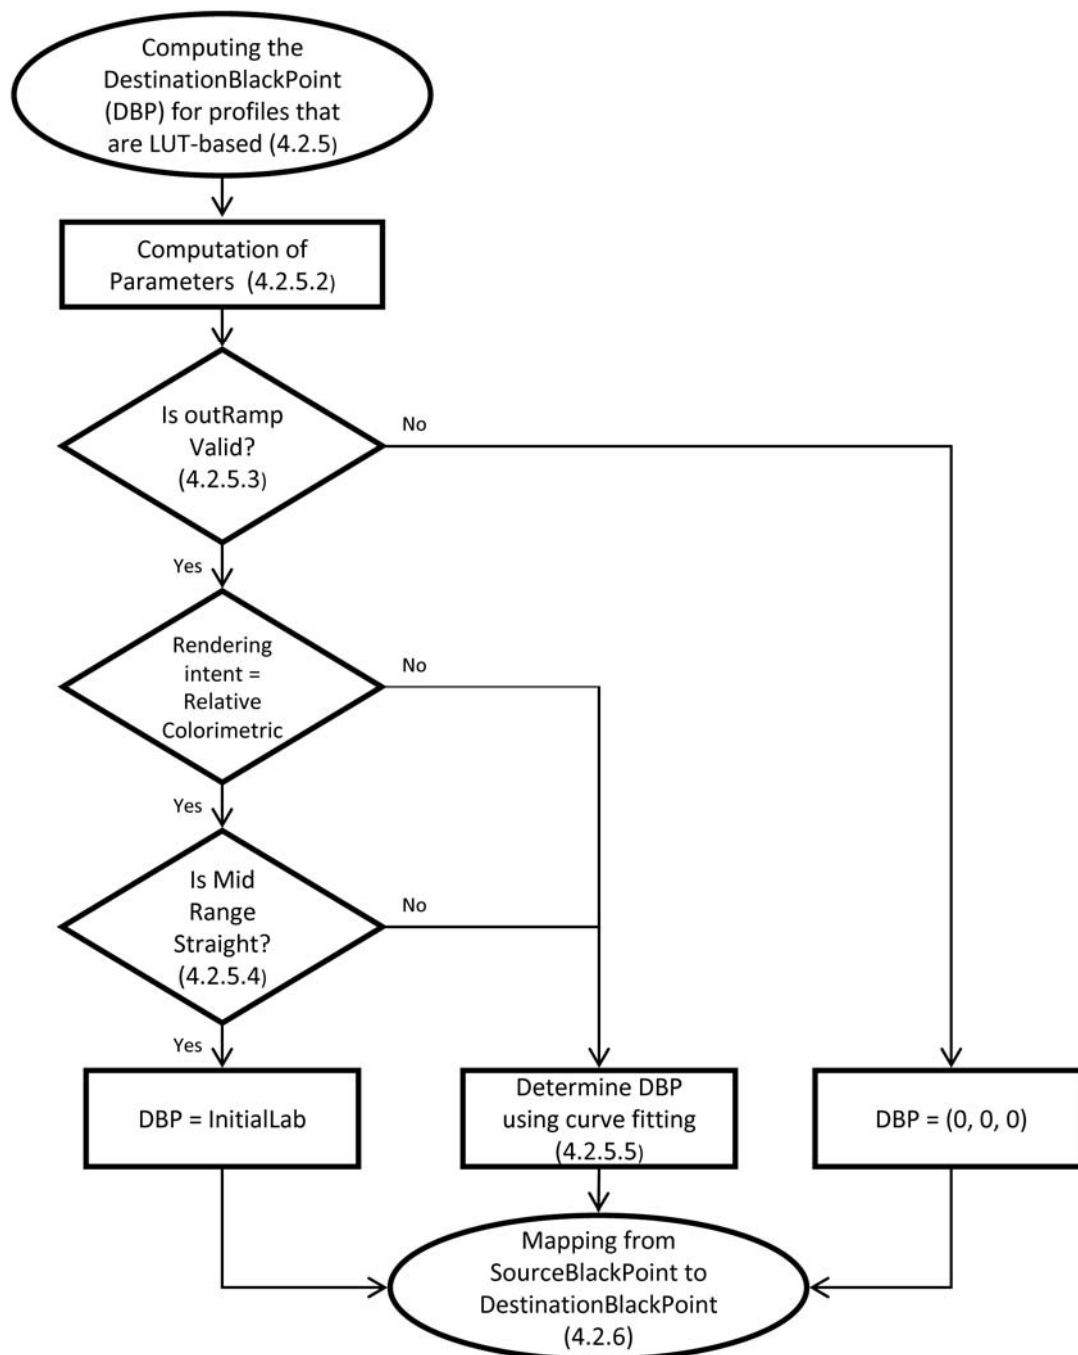 Computing the
DestinationBlackPoint
(DBP) for profiles that
are LUT-based (4.2.5)
Computation of
Parameters (4.2.5.2)
Is outRamp
Valid?
(4.2.5.3)
No
Yes
Rendering
intent =
Relative
Colorimetric
No
Yes
Is Mid
Range
Straight?
(4.2.5.4)
No
Yes
DBP = InitialLab
Determine DBP
using curve fitting
(4.2.5.5)
DBP = (0, 0, 0)
Mapping from
SourceBlackPoint to
DestinationBlackPoint
(4.2.6)